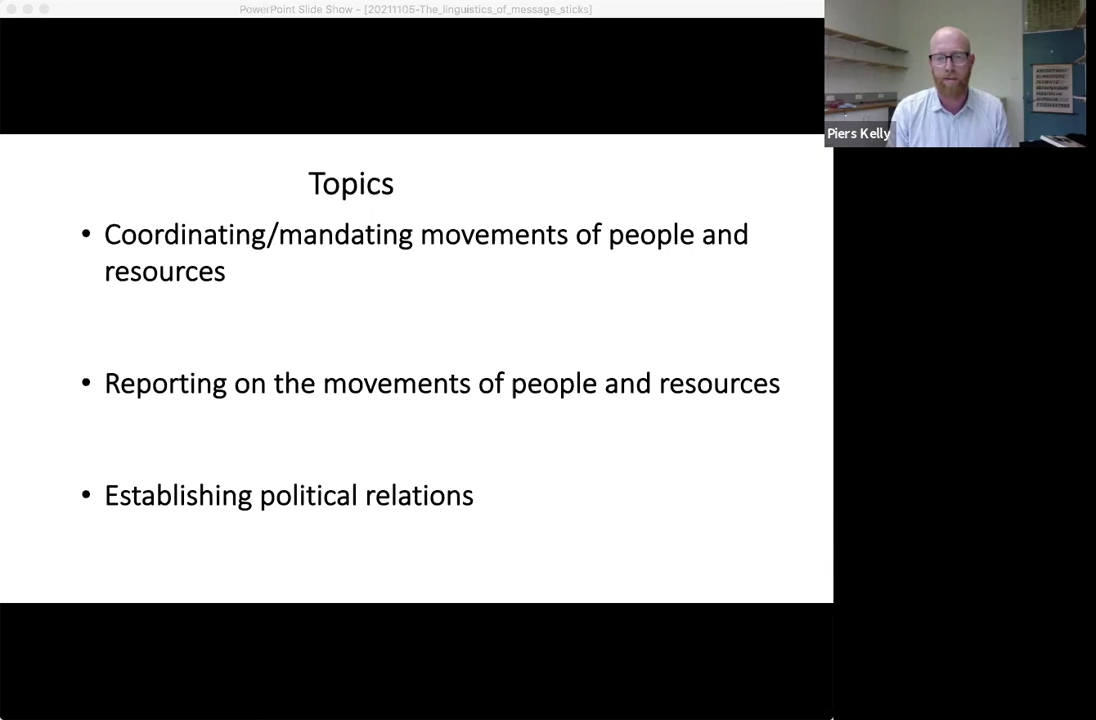 PowerPoint Slide Show – [20211105-The_linguistics_of_message_sticks]
Piers Kelly
Topics
• Coordinating/mandating movements of people and
resources
• Reporting on the movements of people and resources
• Establishing political relations